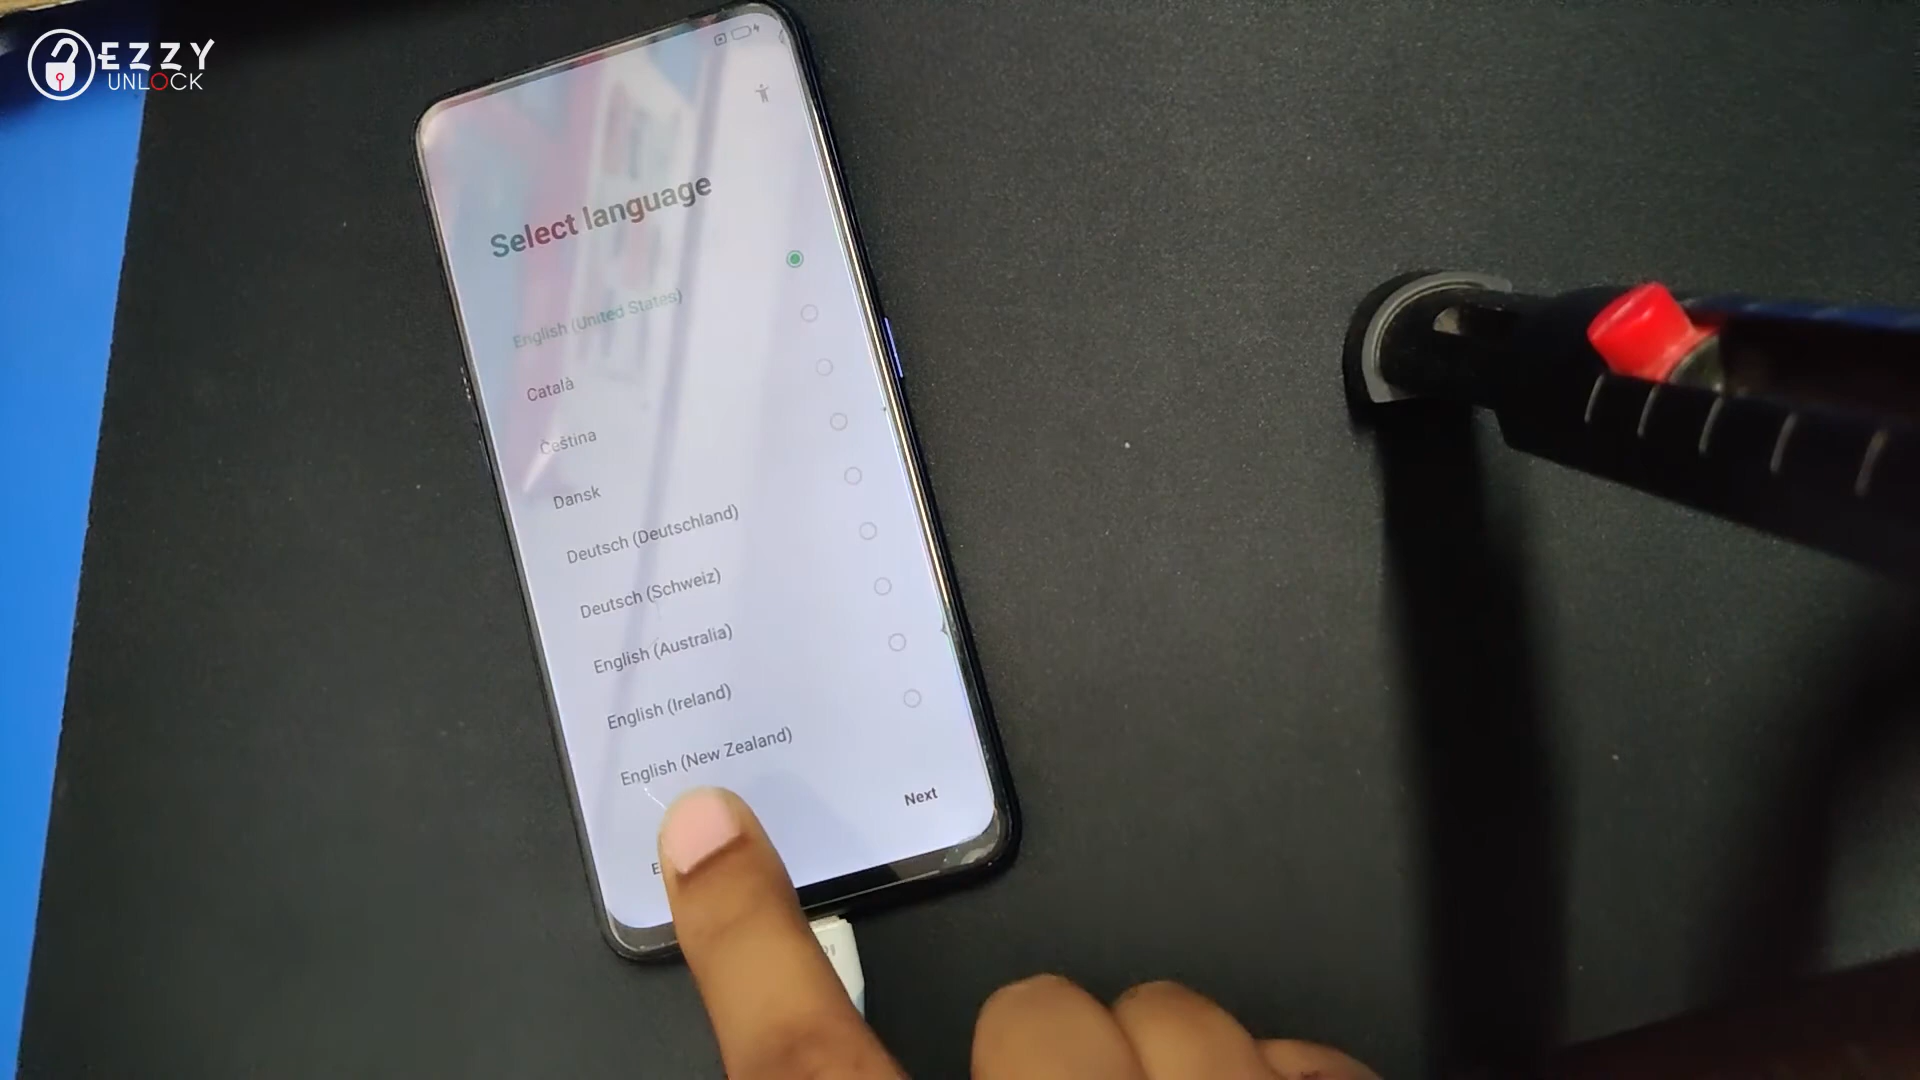 EZZY
UNLOCK
Select language
English (United States)
Català
Čeština
Dansk
Deutsch (Deutschland)
Deutsch (Schweiz)
English (Australia)
English (Ireland)
English (New Zealand)
Next